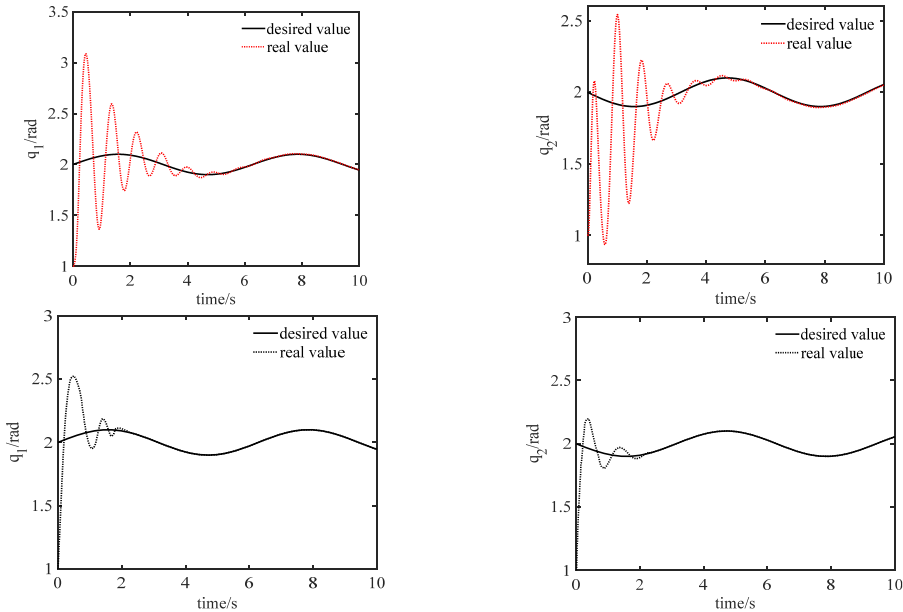 3.5
3
2.5
2
1.5
1
0 2 4 6 8 10
q1/rad
time/s
desired value
real value
2.5
2
1.5
1
0 2 4 6 8 10
q2/rad
time/s
desired value
real value
3
2.5
2
1.5
1
0 2 4 6 8 10
q1/rad
time/s
desired value
real value
3
2.5
2
1.5
1
0 2 4 6 8 10
q2/rad
time/s
desired value
real value